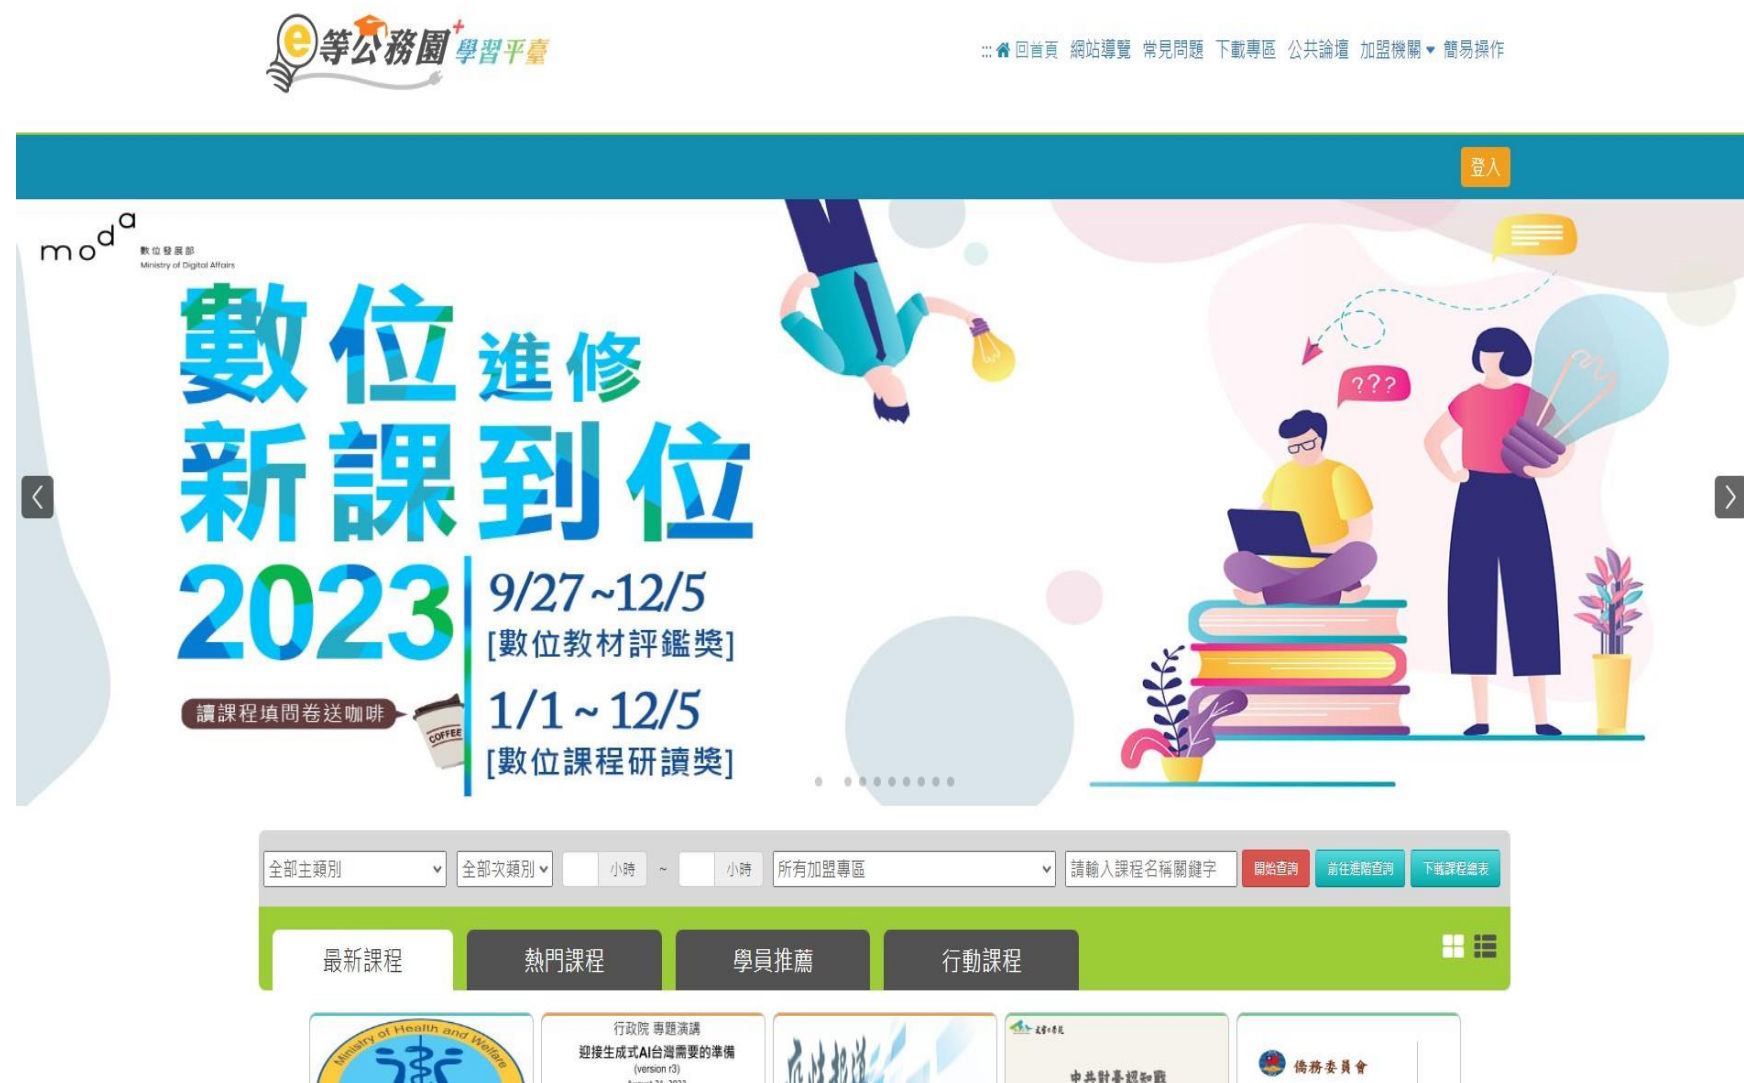 e等公務園+學習平臺
::: 回首頁 網站導覽 常見問題 下載專區 公共論壇 加盟機關 簡易操作
登入
moda
數位發展部
Ministry of Digital Affairs
數位進修
新課到位
2023
9/27~12/5
[數位教材評鑑獎]
1/1~12/5
[數位課程研讀獎]
讀課程填問卷送咖啡
COFFEE
???
全部主類別 全部次類別 小時 ~ 小時 所有加盟專區 請輸入課程名稱關鍵字 開始查詢 前往進階查詢 下載課程總表
最新課程 熱門課程 學員推薦 行動課程
Ministry of Health and Welfare
行政院 專題演講
迎接生成式AI台灣需要的準備
(version r3)
August 31, 2023
中共對臺認知戰
僑務委員會